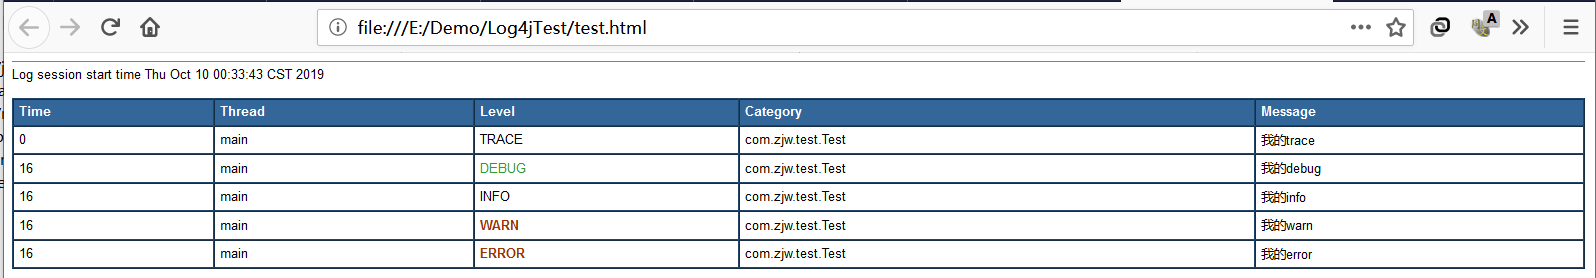 file:///E:/Demo/Log4jTest/test.html
A
Log session start time Thu Oct 10 00:33:43 CST 2019
Time Thread Level Category Message
0 main TRACE com.zjw.test.Test 我的trace
16 main DEBUG com.zjw.test.Test 我的debug
16 main INFO com.zjw.test.Test 我的info
16 main WARN com.zjw.test.Test 我的warn
16 main ERROR com.zjw.test.Test 我的error